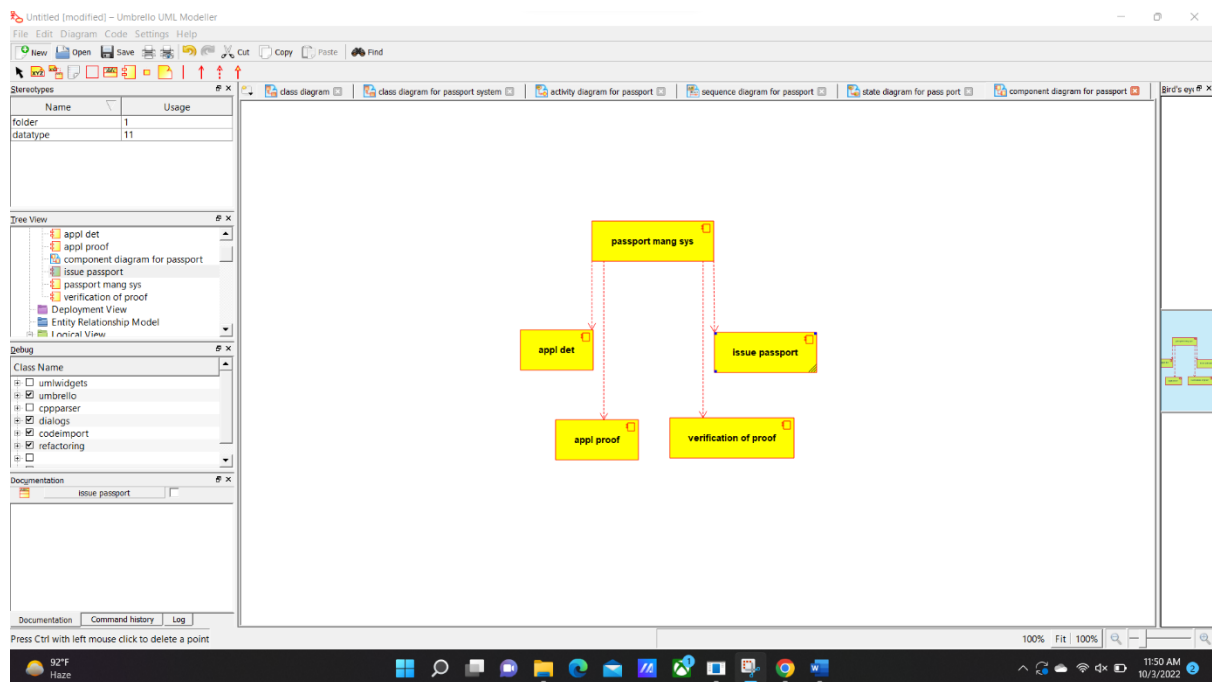 Untitled [modified] – Umbrello UML Modeller
File Edit Diagram Code Settings Help
New Open Save Cut Copy Paste Find
Stereotypes
Name Usage
folder 1
datatype 11
Tree View
appl det
appl proof
component diagram for passport
issue passport
passport mang sys
verification of proof
Deployment View
Entity Relationship Model
Logical View
Debug
Class Name
umlwidgets
umbrello
cppparser
dialogs
codeimport
refactoring
Documentation
issue passport
Documentation Command history Log
Press Ctrl with left mouse click to delete a point
class diagram class diagram for passport system activity diagram for passport sequence diagram for passport state diagram for pass port component diagram for passport
Bird's eye
passport mang sys
appl det
issue passport
appl proof
verification of proof
100% Fit 100%
92°F
Haze
11:50 AM
10/3/2022
2